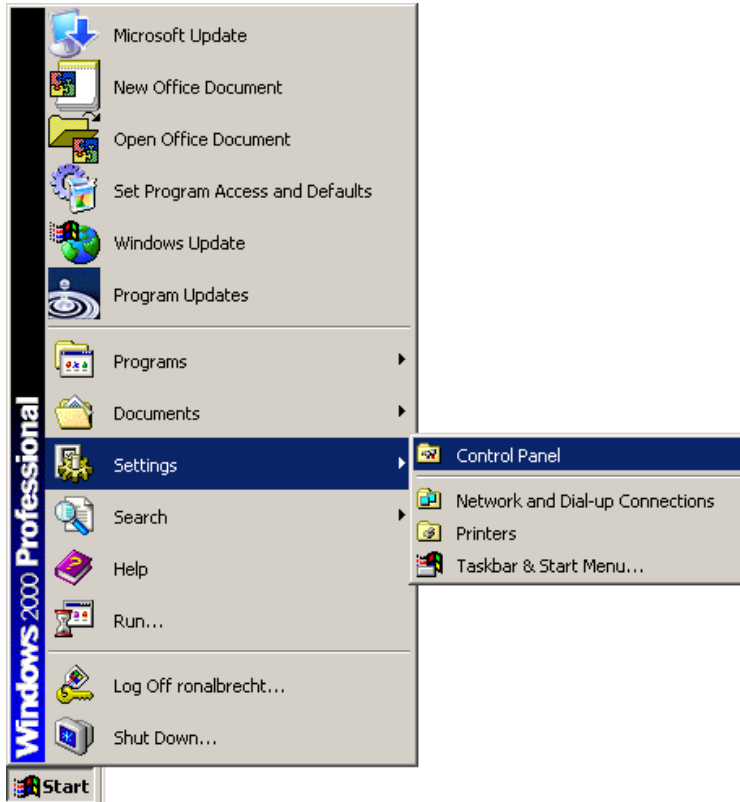 Microsoft Update
New Office Document
Open Office Document
Set Program Access and Defaults
Windows Update
Program Updates
Programs
Documents
Settings
Search
Help
Run...
Log Off ronalbrecht...
Shut Down...
Control Panel
Network and Dial-up Connections
Printers
Taskbar & Start Menu...
Windows 2000 Professional
Start